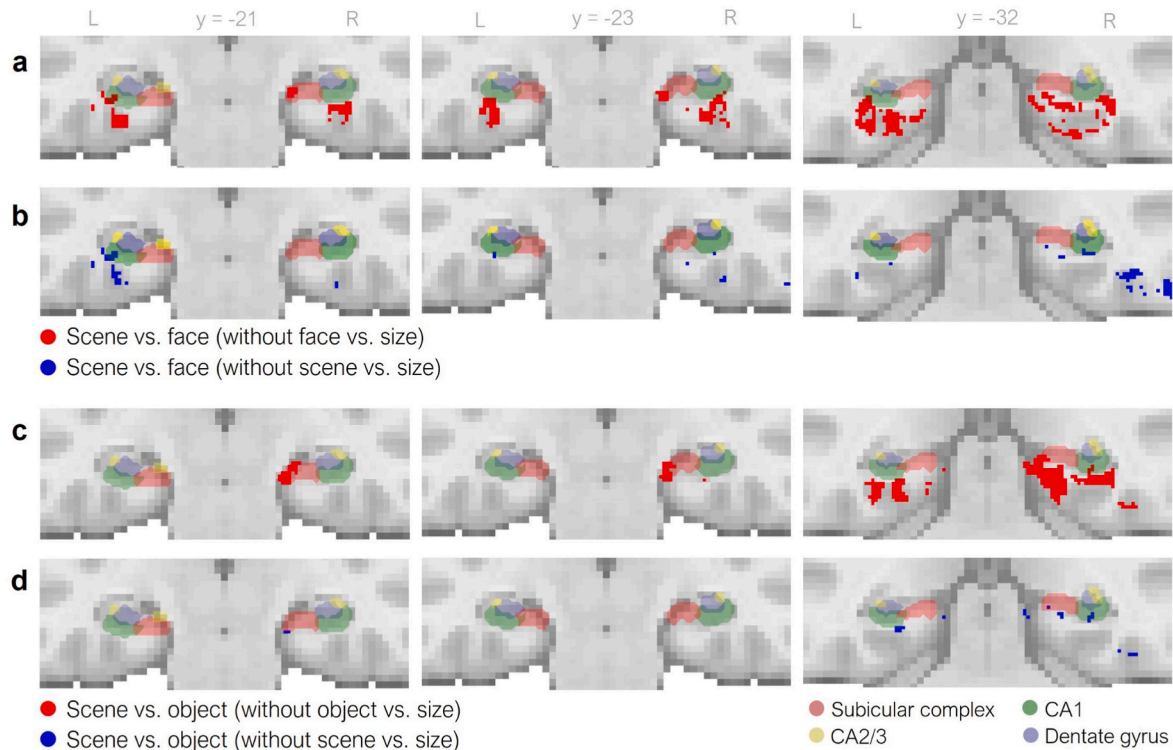 L y = -21 R y = -23 L y = -32 R
a
b
Scene vs. face (without face vs. size)
Scene vs. face (without scene vs. size)
c
d
Scene vs. object (without object vs. size)
Scene vs. object (without scene vs. size)
Subicular complex CA1
CA2/3 Dentate gyrus